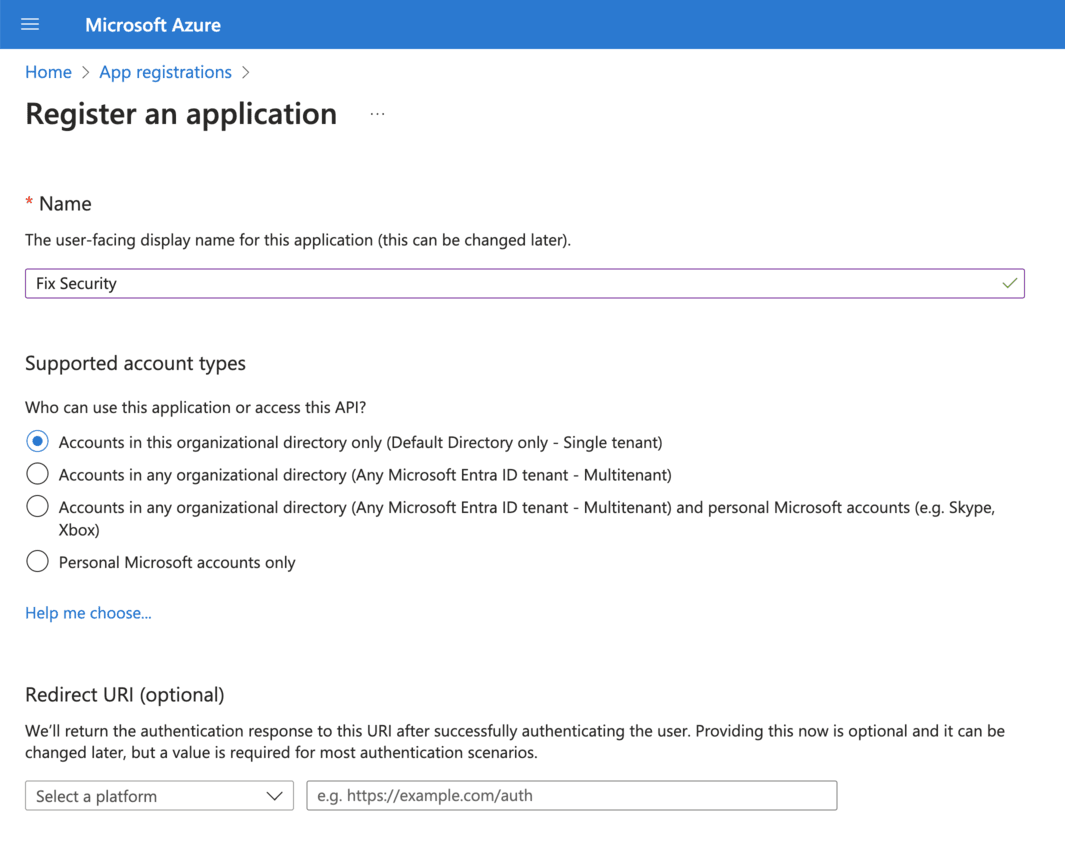 Microsoft Azure
Home > App registrations >
Register an application ...
* Name
The user-facing display name for this application (this can be changed later).
Fix Security
Supported account types
Who can use this application or access this API?
Accounts in this organizational directory only (Default Directory only - Single tenant)
Accounts in any organizational directory (Any Microsoft Entra ID tenant - Multitenant)
Accounts in any organizational directory (Any Microsoft Entra ID tenant - Multitenant) and personal Microsoft accounts (e.g. Skype,
Xbox)
Personal Microsoft accounts only
Help me choose...
Redirect URI (optional)
We’ll return the authentication response to this URI after successfully authenticating the user. Providing this now is optional and it can be
changed later, but a value is required for most authentication scenarios.
Select a platform
e.g. https://example.com/auth